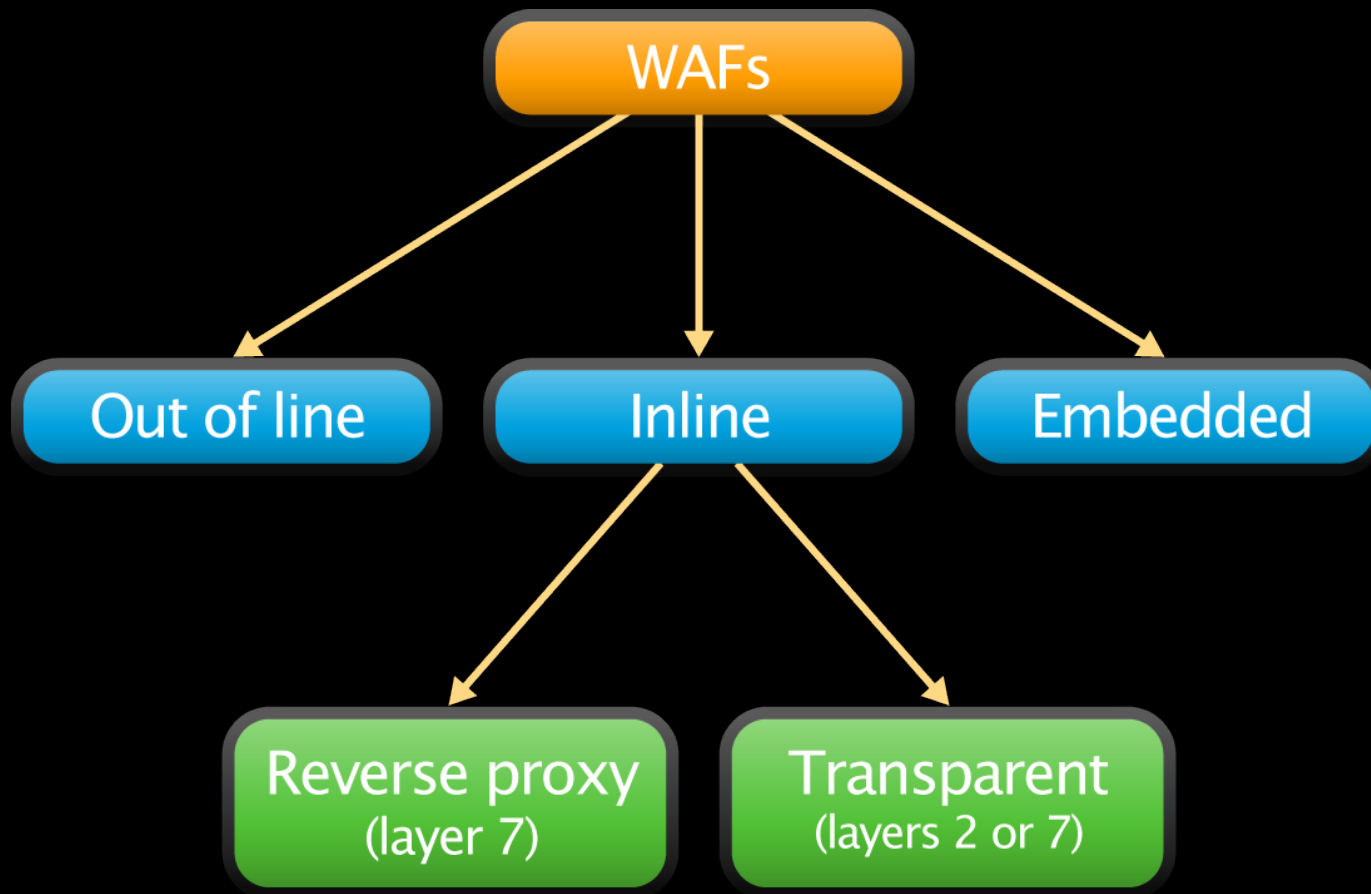 WAFs
Out of line
Inline
Embedded
Reverse proxy
(layer 7)
Transparent
(layers 2 or 7)